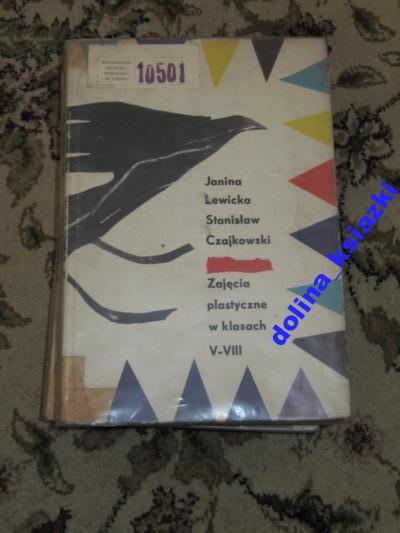 10501
Janina
Lewicka
Stanisław
Czajkowski
Zajęcia
plastyczne
w klasach
V-VIII
dolina_ksiazki